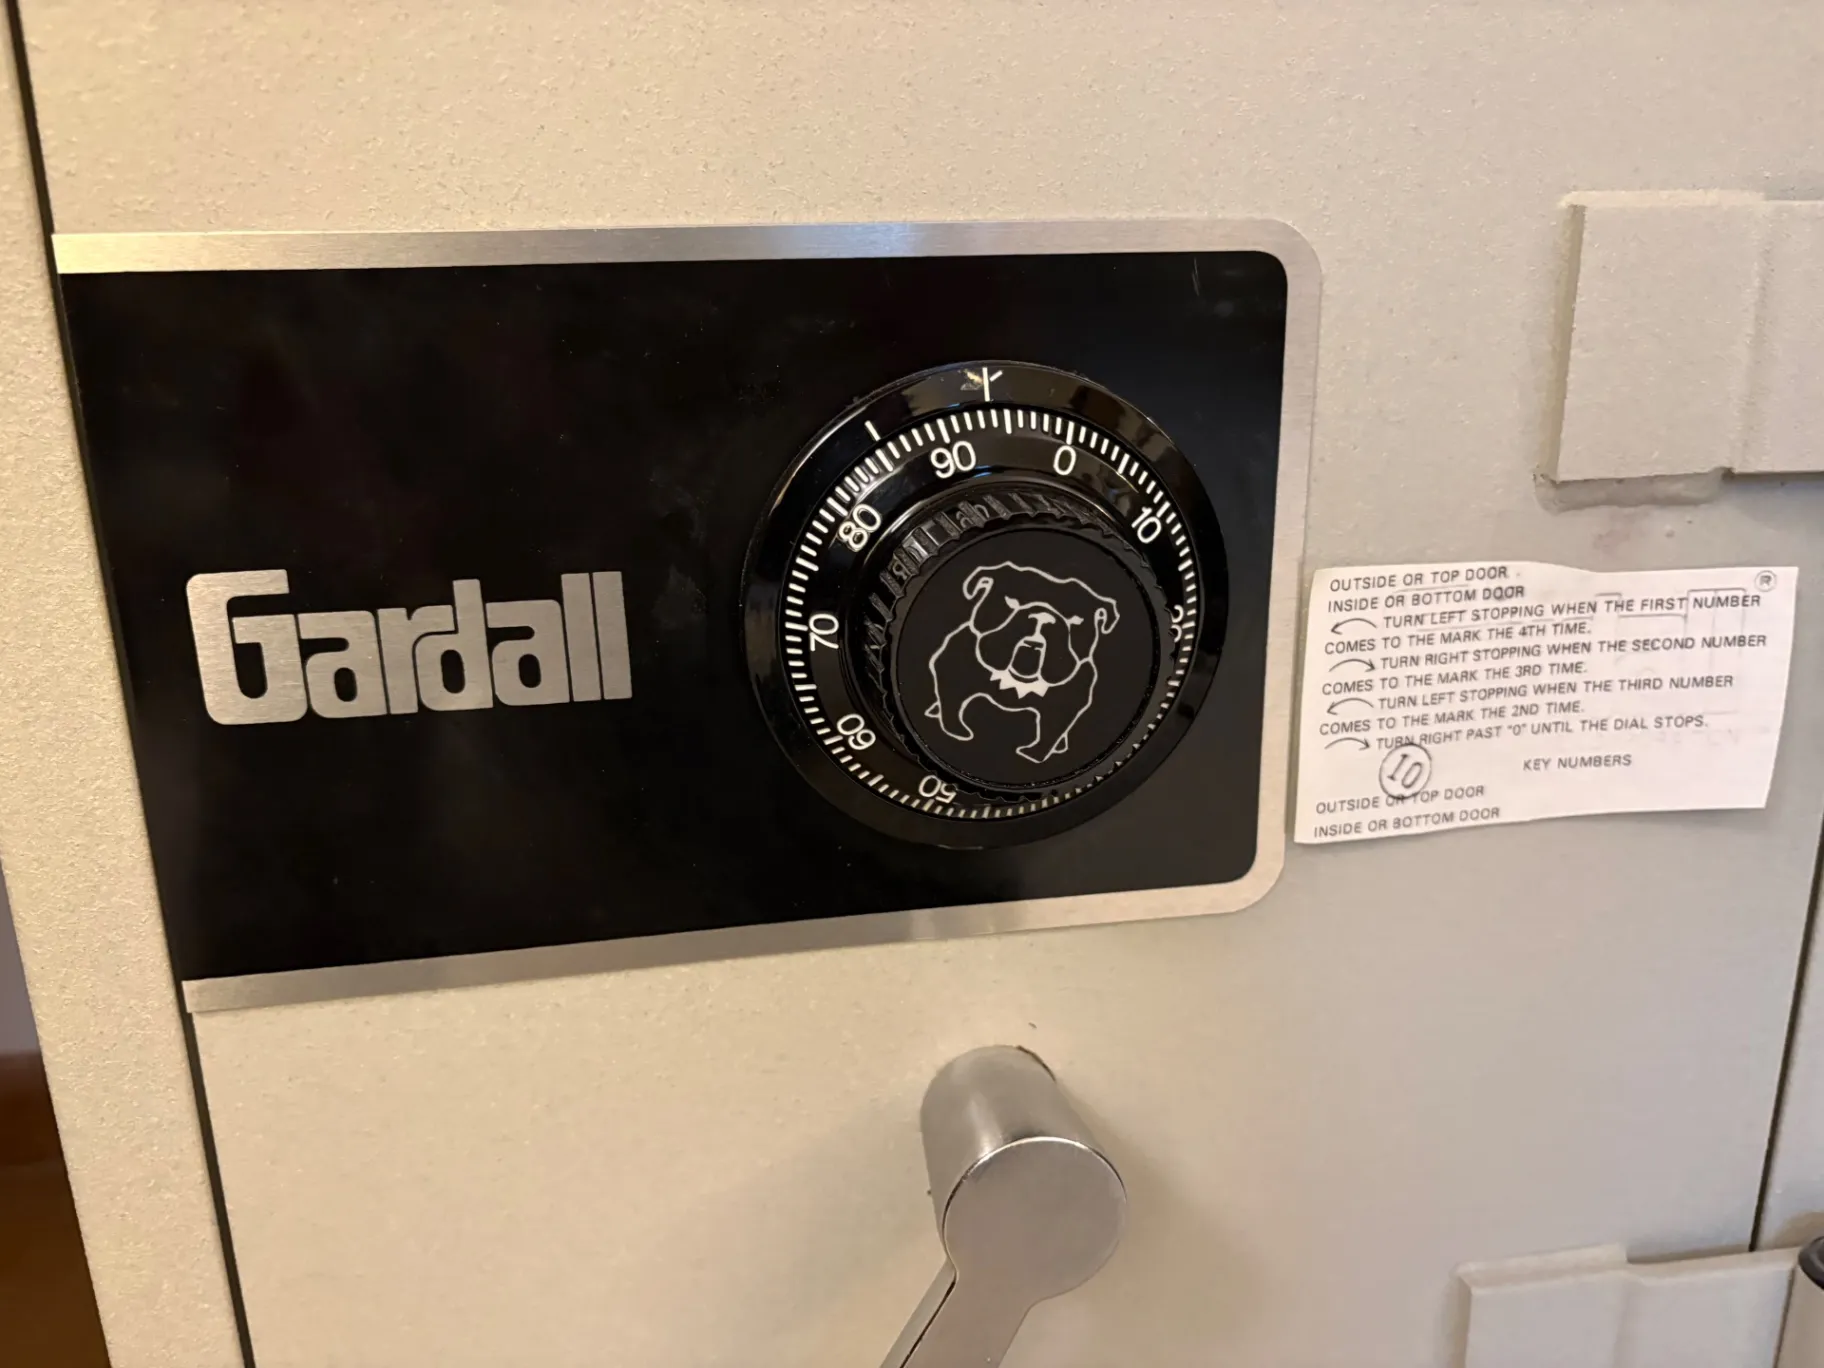 Gardall
90
0
10
20
50
60
70
80
OUTSIDE OR TOP DOOR
®
INSIDE OR BOTTOM DOOR
TURN LEFT STOPPING WHEN THE FIRST NUMBER
COMES TO THE MARK THE 4TH TIME.
TURN RIGHT STOPPING WHEN THE SECOND NUMBER
COMES TO THE MARK THE 3RD TIME.
TURN LEFT STOPPING WHEN THE THIRD NUMBER
COMES TO THE MARK THE 2ND TIME.
TURN RIGHT PAST "0" UNTIL THE DIAL STOPS.
10
KEY NUMBERS
OUTSIDE OR TOP DOOR
INSIDE OR BOTTOM DOOR